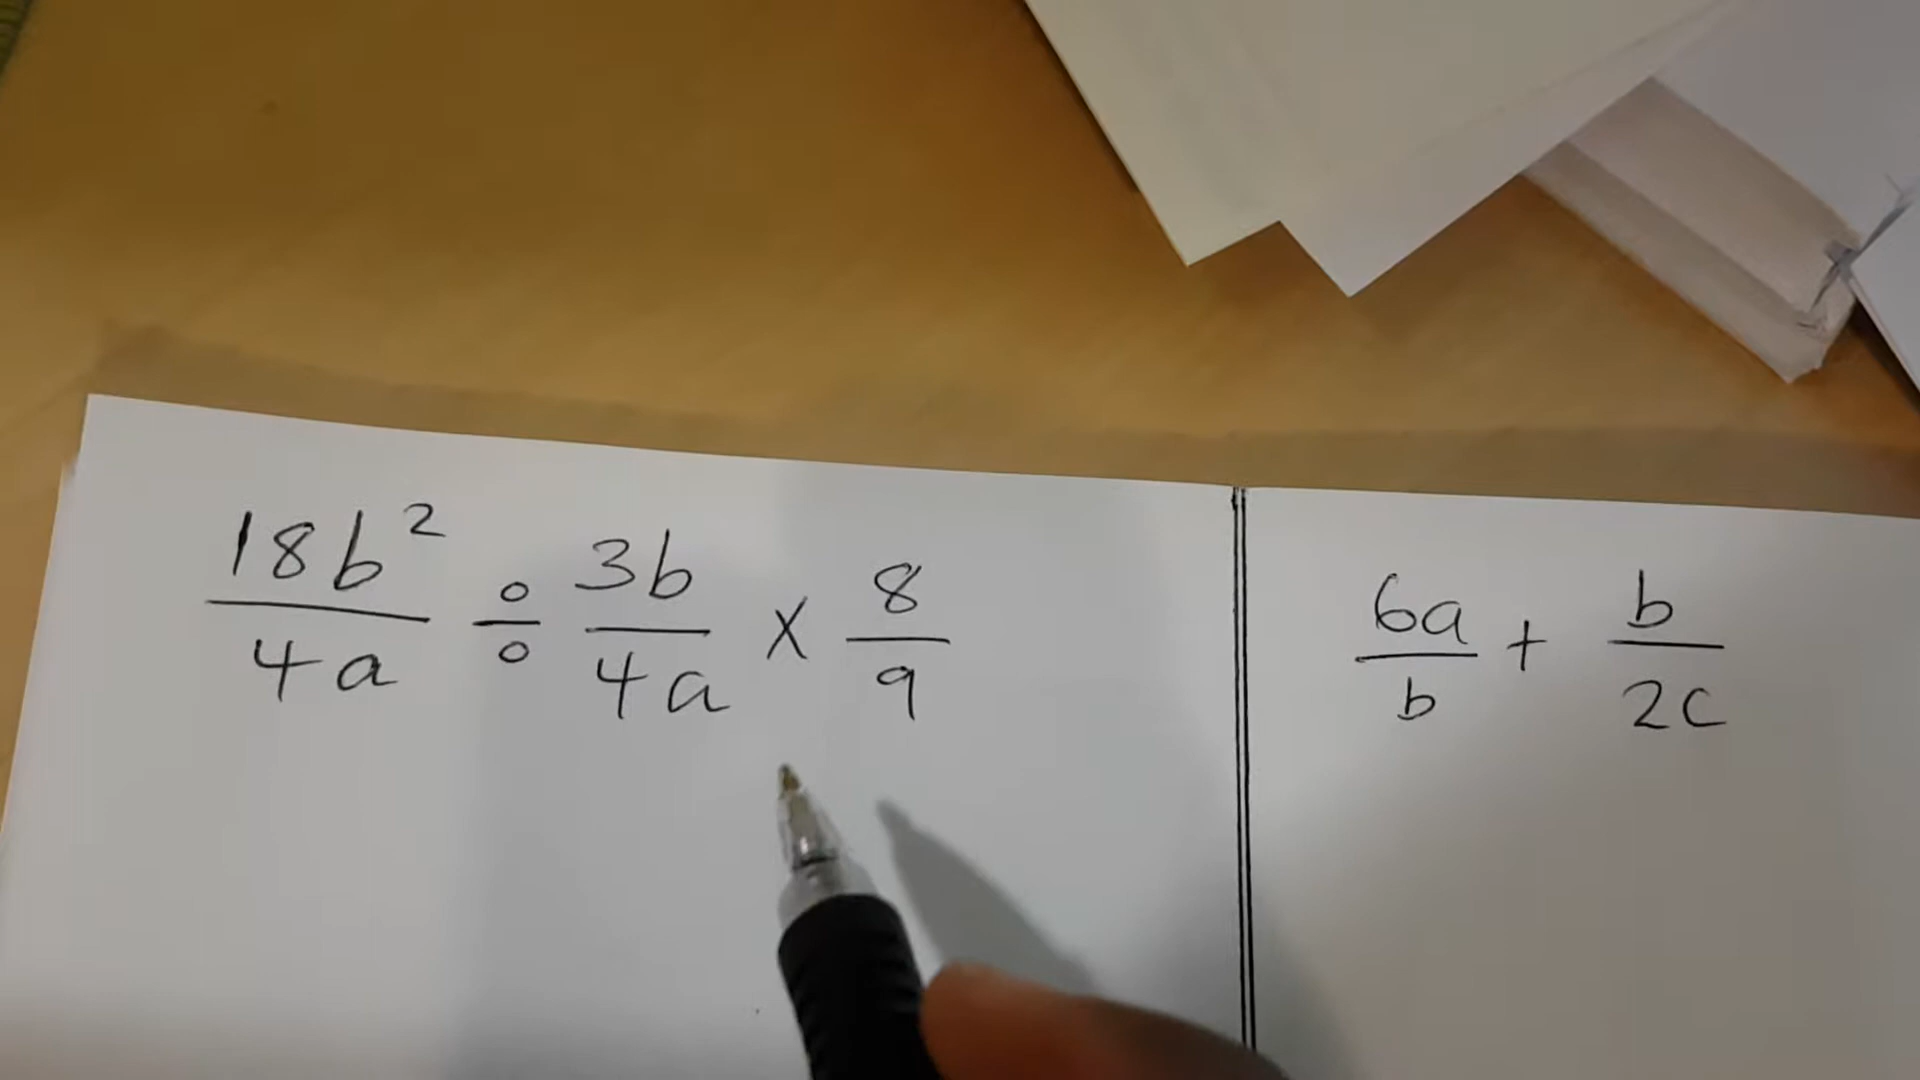 18b² / 4a ÷ 3b / 4a × 8 / 9
6a / b + b / 2c